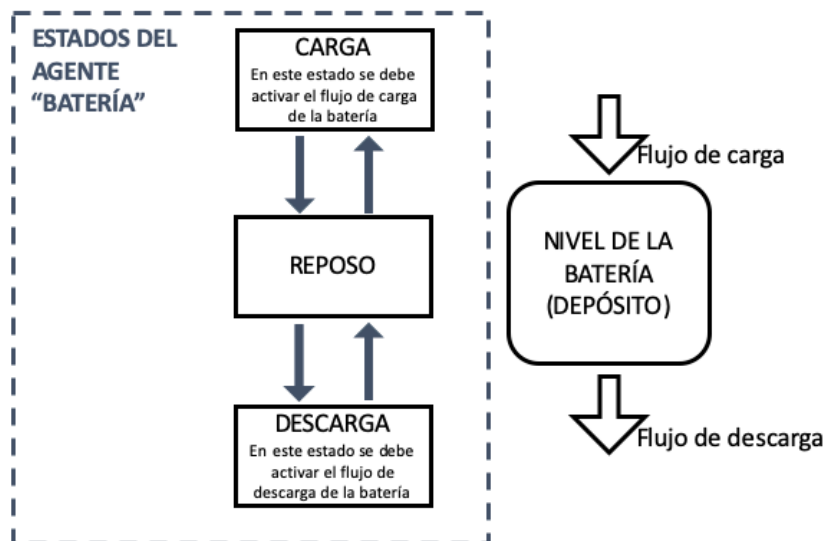 ESTADOS DEL
AGENTE
“BATERÍA”
CARGA
En este estado se debe
activar el flujo de carga
de la batería
REPOSO
DESCARGA
En este estado se debe
activar el flujo de
descarga de la batería
Flujo de carga
NIVEL DE LA
BATERÍA
(DEPÓSITO)
Flujo de descarga